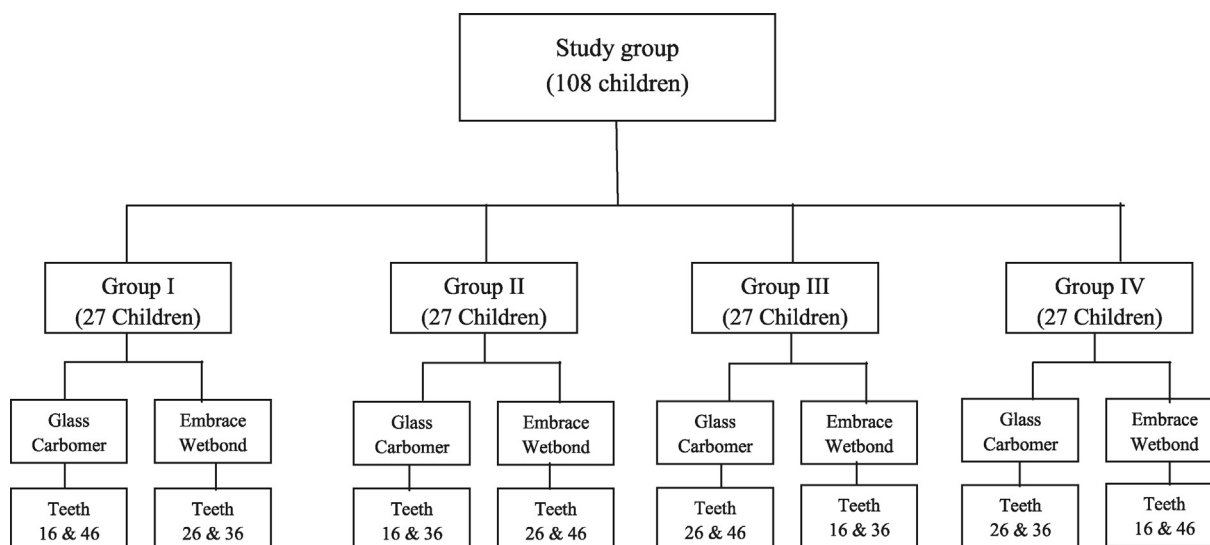 Study group
(108 children)
Group I
(27 Children)
Group II
(27 Children)
Group III
(27 Children)
Group IV
(27 Children)
Glass
Carbomer
Embrace
Wetbond
Glass
Carbomer
Embrace
Wetbond
Glass
Carbomer
Embrace
Wetbond
Glass
Carbomer
Embrace
Wetbond
Teeth
16 & 46
Teeth
26 & 36
Teeth
16 & 36
Teeth
26 & 46
Teeth
26 & 46
Teeth
16 & 36
Teeth
26 & 36
Teeth
16 & 46